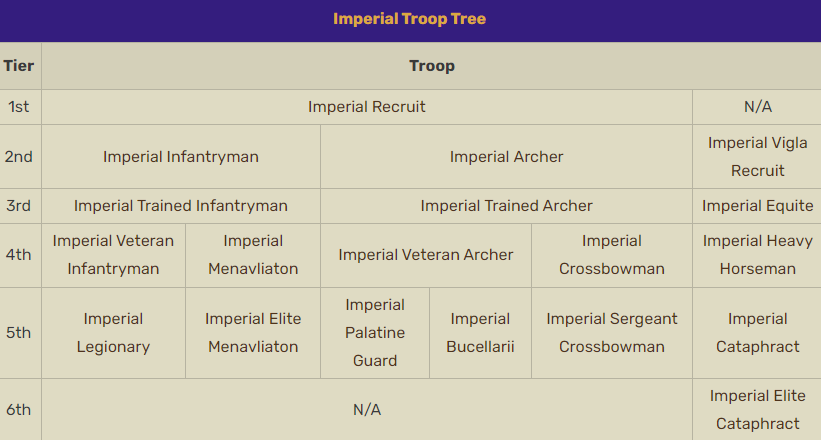 Imperial Troop Tree
Tier
Troop
1st
Imperial Recruit
N/A
2nd
Imperial Infantryman
Imperial Archer
Imperial Vigla
Recruit
3rd
Imperial Trained Infantryman
Imperial Trained Archer
Imperial Equite
4th
Imperial Veteran
Infantryman
Imperial
Menavliaton
Imperial Veteran Archer
Imperial
Crossbowman
Imperial Heavy
Horseman
5th
Imperial
Legionary
Imperial Elite
Menavliaton
Imperial
Palatine
Guard
Imperial
Bucellarii
Imperial Sergeant
Crossbowman
Imperial
Cataphract
6th
N/A
Imperial Elite
Cataphract